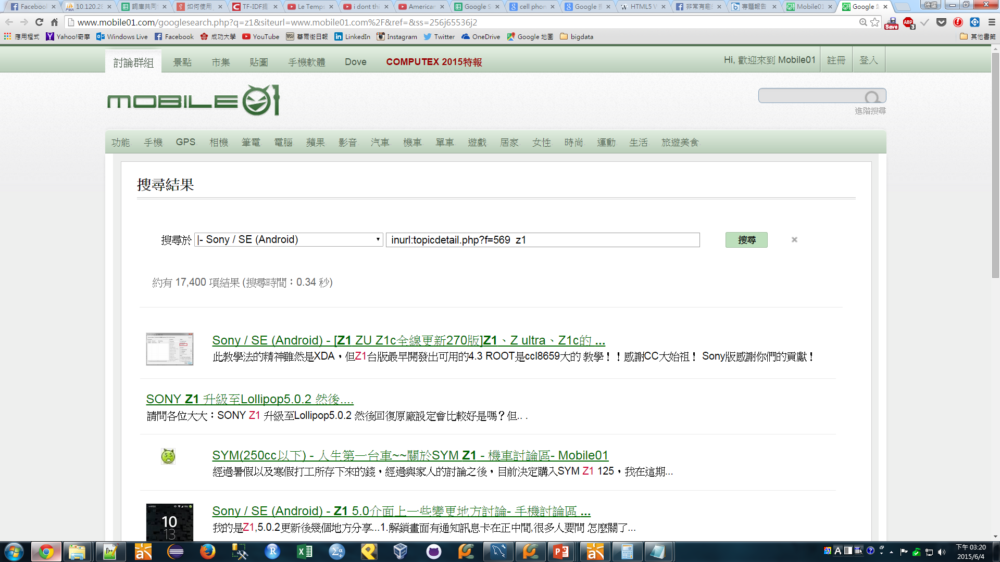 Facebook
10.120.28
詞庫共同
如何使用
TF-IDF提
Le Temps
i dont thi
American
Google S
cell phon
Google
HTML5 W
非常有趣
專題報告
Mobile01
Google
www.mobile01.com/googlesearch.php?q=z1&siteurl=www.mobile01.com%2F&ref=&ss=256j65536j2
應用程式 Yahoo!奇摩 Windows Live Facebook 成功大學 YouTube 華爾街日報 LinkedIn Instagram Twitter OneDrive Google 地圖 bigdata 其他書籤
討論群組 景點 市集 貼圖 手機軟體 Dove COMPUTEX 2015特報 Hi, 歡迎來到 Mobile01 註冊 登入
MOBILE01
進階搜尋
功能 手機 GPS 相機 筆電 電腦 蘋果 影音 汽車 機車 單車 遊戲 居家 女性 時尚 運動 生活 旅遊美食
搜尋結果
搜尋於 |- Sony / SE (Android) inurl:topicdetail.php?f=569 z1 搜尋
約有 17,400 項結果 (搜尋時間：0.34 秒)
Sony / SE (Android) - [Z1 ZU Z1c全線更新270版]Z1、Z ultra、Z1c的 ...
此教學法的精神雖然是XDA，但Z1台版最早開發出可用的4.3 ROOT是ccl8659大的 教學！！感謝CC大始祖！ Sony版感謝你們的貢獻！
SONY Z1 升級至Lollipop5.0.2 然後....
請問各位大大：SONY Z1 升級至Lollipop5.0.2 然後回復原廠設定會比較好是嗎？但.. .
SYM(250cc以下) - 人生第一台車~~關於SYM Z1 - 機車討論區- Mobile01
經過暑假以及寒假打工所存下來的錢，經過與家人的討論之後，目前決定購入SYM Z1 125，我在這期...
Sony / SE (Android) - Z1 5.0介面上一些變更地方討論- 手機討論區 ...
我的是Z1,5.0.2更新後幾個地方分享...1.解鎖畫面有通知訊息卡在正中間,很多人要問 怎麼關了...
10
13
下午 03:20
2015/6/4